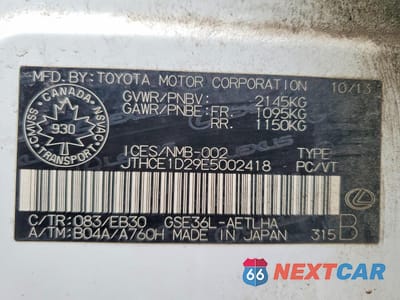 MFD. BY: TOYOTA MOTOR CORPORATION 10/13
GVWR/PNBV: 2145KG
GAWR/PNBE: FR. 1095KG
RR. 1150KG
CANADA
930
TRANSPORT
ICES/NMB-002 TYPE:
JTHCE1D29E5002418 PC/VT
C/TR: 083/EB30 GSE36L-AETLHA
A/TM: B04A/A760H MADE IN JAPAN 315 B
66 NEXTCAR